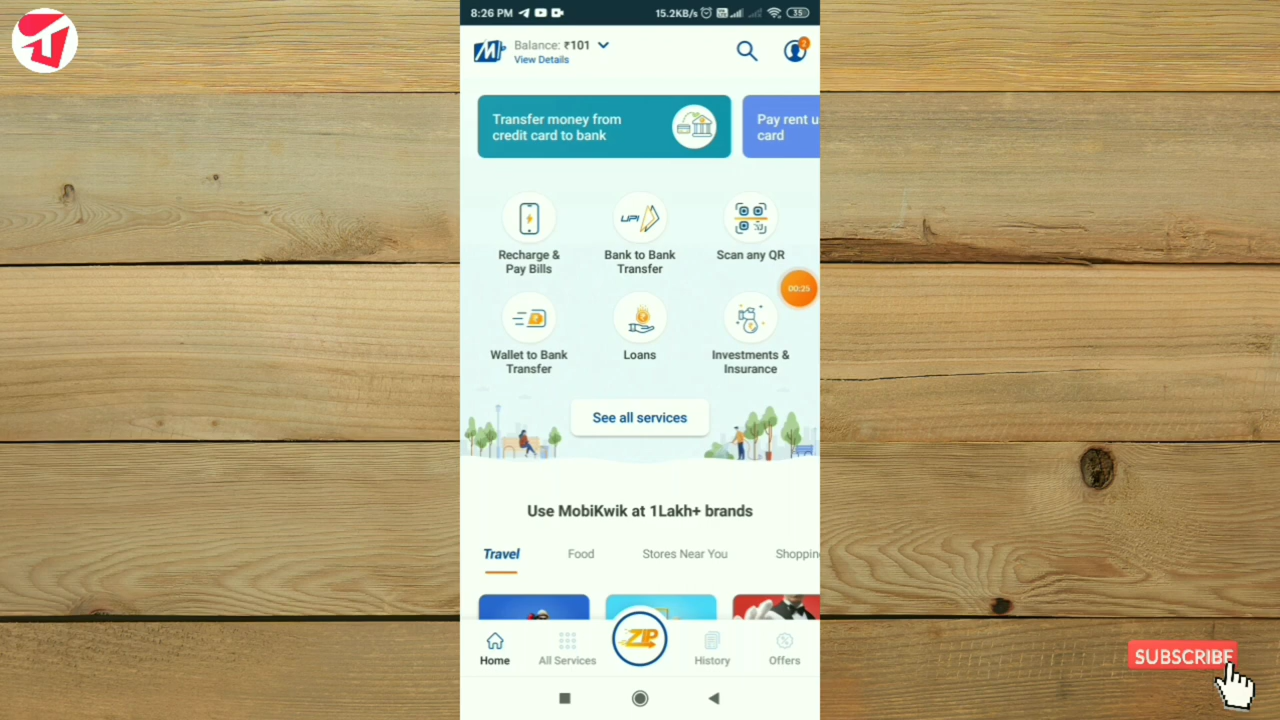 8:26 PM
15.2KB/s
35
Balance: ₹101
View Details
2
Transfer money from
credit card to bank
Pay rent u
card
UPI
Recharge &
Pay Bills
Bank to Bank
Transfer
Scan any QR
00:25
Wallet to Bank
Transfer
Loans
Investments &
Insurance
See all services
Use MobiKwik at 1Lakh+ brands
Travel
Food
Stores Near You
Shoppin
ZIP
Home
All Services
History
Offers
SUBSCRIBE